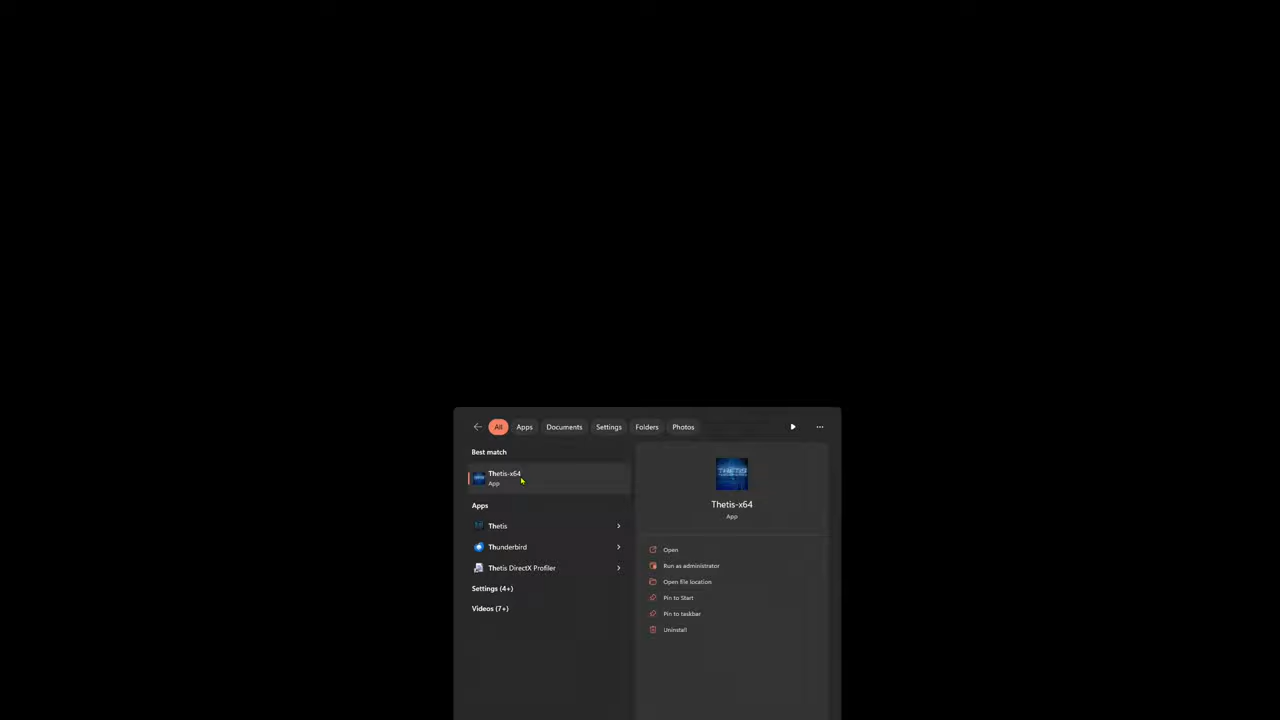 All Apps Documents Settings Folders Photos
Best match
Thetis-x64
App
Apps
Thetis
Thunderbird
Thetis DirectX Profiler
Settings (4+)
Videos (7+)
THETIS
Thetis-x64
App
Open
Run as administrator
Open file location
Pin to Start
Pin to taskbar
Uninstall